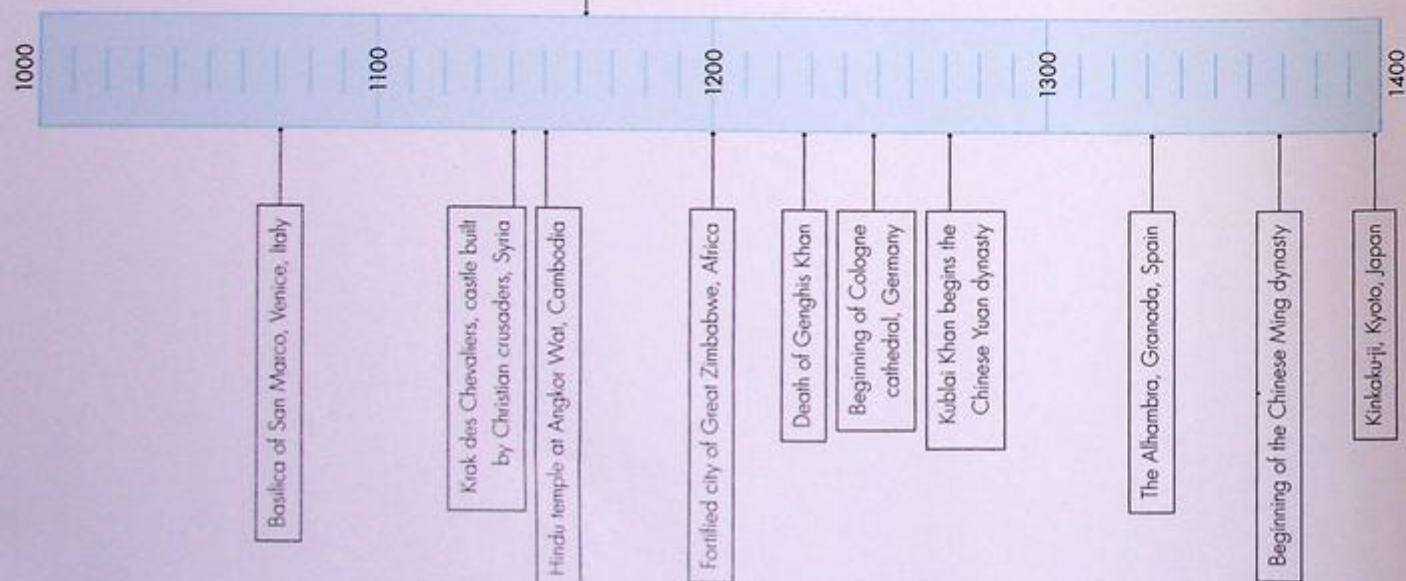 1000
1100
1200
1300
1400
Basilica of San Marco, Venice, Italy
Krak des Chevaliers, castle built
by Christian crusaders, Syria
Hindu temple at Angkor Wat, Cambodia
Fortified city of Great Zimbabwe, Africa
Death of Genghis Khan
Beginning of Cologne
cathedral, Germany
Kublai Khan begins the
Chinese Yuan dynasty
The Alhambra, Granada, Spain
Beginning of the Chinese Ming dynasty
Kinkaku-ji, Kyoto, Japan